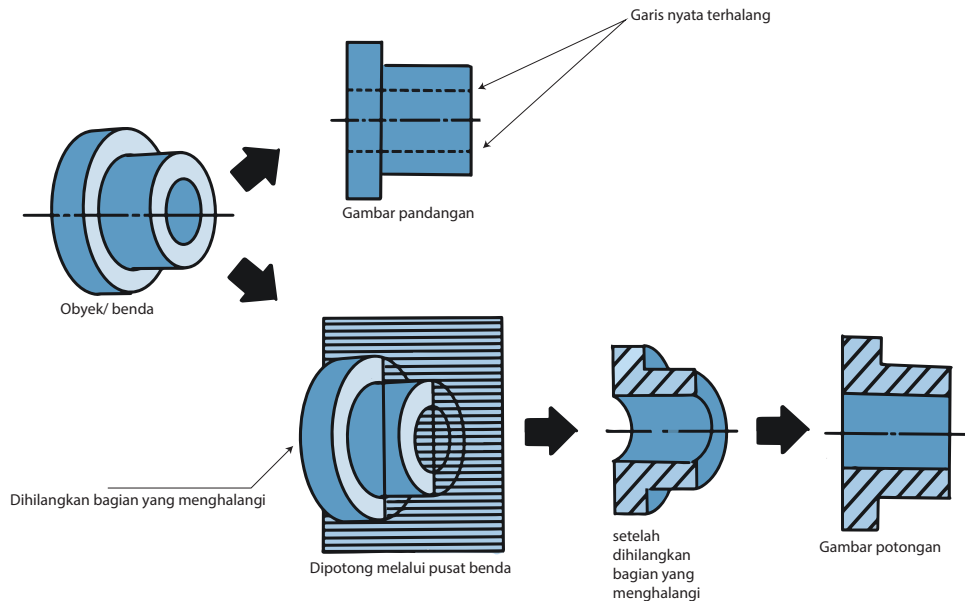 Garis nyata terhalang
Gambar pandangan
Obyek/ benda
Dihilangkan bagian yang menghalangi
Dipotong melalui pusat benda
setelah
dihilangkan
bagian yang
menghalangi
Gambar potongan